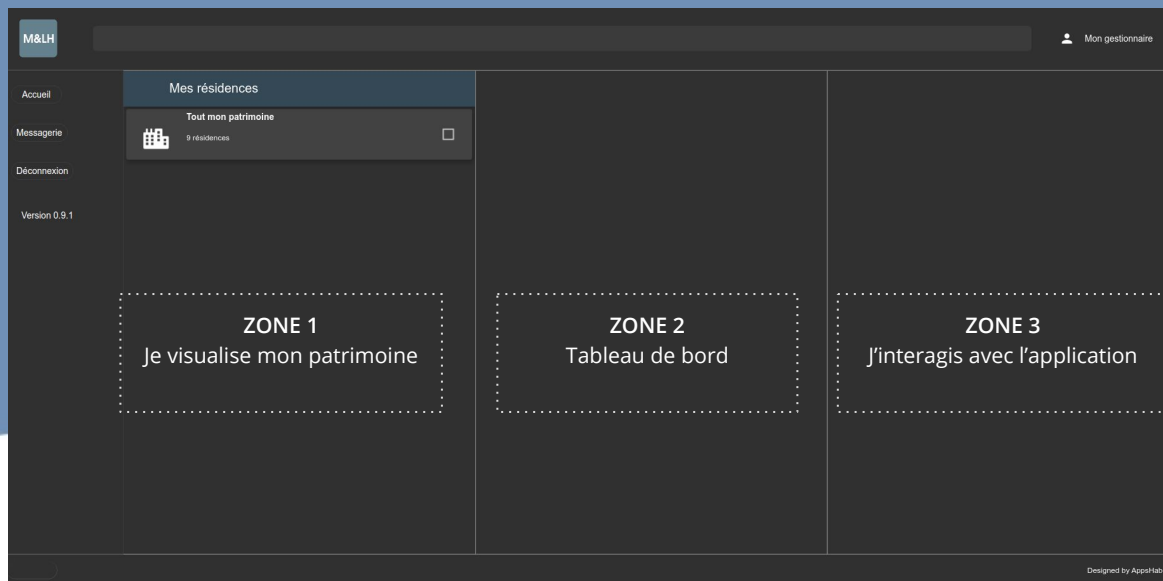 M&LH
Mon gestionnaire
Accueil
Messagerie
Déconnexion
Version 0.9.1
Mes résidences
Tout mon patrimoine
9 résidences
ZONE 1
Je visualise mon patrimoine
ZONE 2
Tableau de bord
ZONE 3
J'interagis avec l'application
Designed by AppsHab